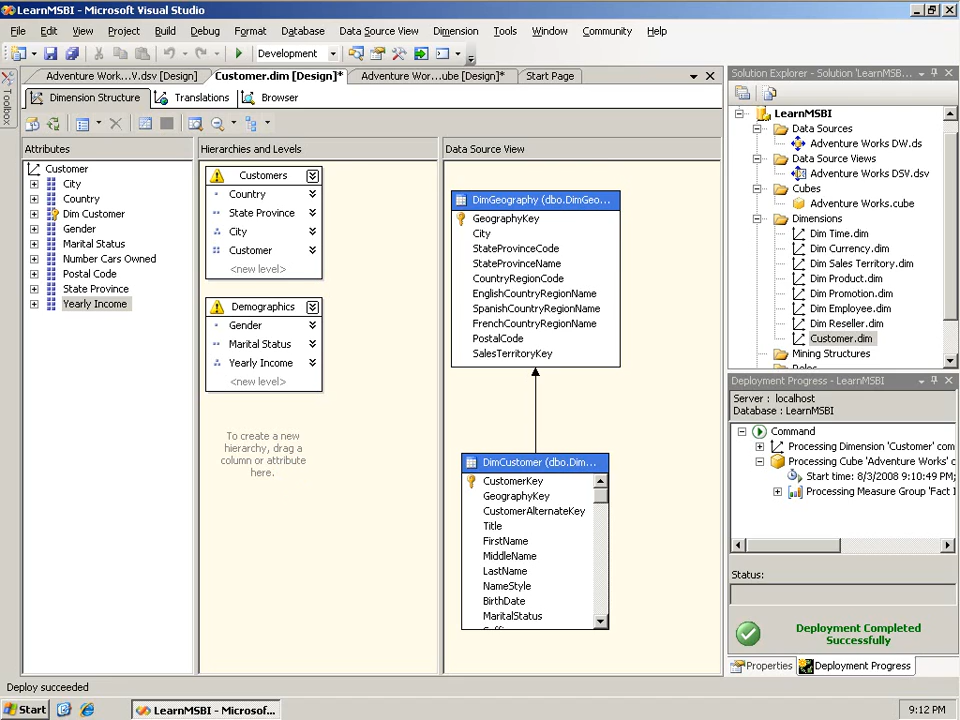 LearnMSBI - Microsoft Visual Studio
File Edit View Project Build Debug Format Database Data Source View Dimension Tools Window Community Help
Development
Toolbox
Adventure Work...V.dsv [Design] Customer.dim [Design]* Adventure Wor...ube [Design]* Start Page
Dimension Structure Translations Browser
Attributes
Customer
City
Country
Dim Customer
Gender
Marital Status
Number Cars Owned
Postal Code
State Province
Yearly Income
Hierarchies and Levels
Customers
Country
State Province
City
Customer
<new level>
Demographics
Gender
Marital Status
Yearly Income
<new level>
To create a new
hierarchy, drag a
column or attribute
here.
Data Source View
DimGeography (dbo.DimGeo...
GeographyKey
City
StateProvinceCode
StateProvinceName
CountryRegionCode
EnglishCountryRegionName
SpanishCountryRegionName
FrenchCountryRegionName
PostalCode
SalesTerritoryKey
DimCustomer (dbo.Dim...
CustomerKey
GeographyKey
CustomerAlternateKey
Title
FirstName
MiddleName
LastName
NameStyle
BirthDate
MaritalStatus
Solution Explorer - Solution 'LearnMSB...
LearnMSBI
Data Sources
Adventure Works DW.ds
Data Source Views
Adventure Works DSV.dsv
Cubes
Adventure Works.cube
Dimensions
Dim Time.dim
Dim Currency.dim
Dim Sales Territory.dim
Dim Product.dim
Dim Promotion.dim
Dim Employee.dim
Dim Reseller.dim
Customer.dim
Mining Structures
Deployment Progress - LearnMSBI
Server : localhost
Database : LearnMSBI
Command
Processing Dimension 'Customer' com
Processing Cube 'Adventure Works' c
Start time: 8/3/2008 9:10:49 PM;
Processing Measure Group 'Fact I
Status:
Deployment Completed
Successfully
Properties Deployment Progress
Deploy succeeded
Start LearnMSBI - Microsof... 9:12 PM